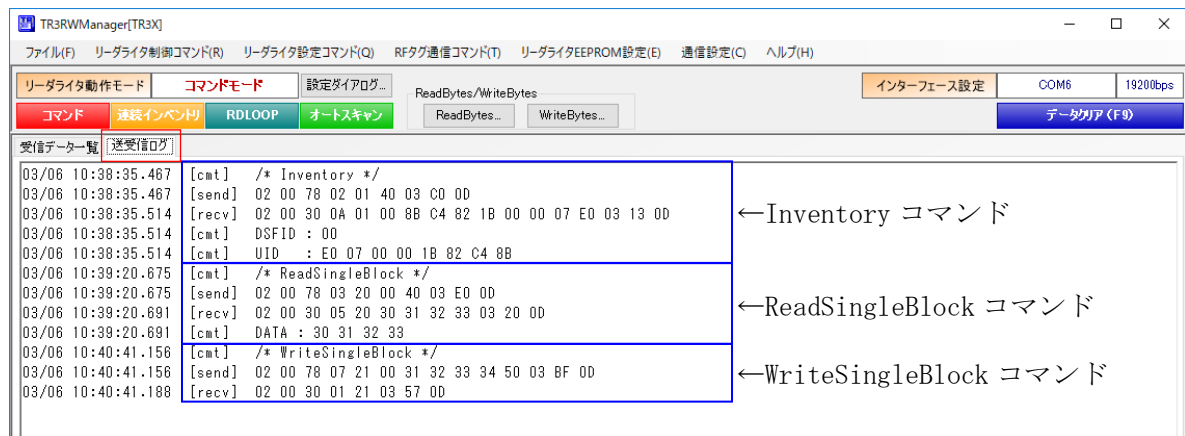 TR3RWManager[TR3X]
ファイル(F) リーダライタ制御コマンド(R) リーダライタ設定コマンド(Q) RFタグ通信コマンド(T) リーダライタEEPROM設定(E) 通信設定(C) ヘルプ(H)
リーダライタ動作モード コマンドモード 設定ダイアログ... ReadBytes/WriteBytes インターフェース設定 COM6 19200bps
コマンド 連続インベントリ RDLOOP オートスキャン ReadBytes... WriteBytes... データクリア(F9)
受信データ一覧 送受信ログ
03/06 10:38:35.467 [cmt] /* Inventory */
03/06 10:38:35.467 [send] 02 00 78 02 01 40 03 C0 0D
03/06 10:38:35.514 [recv] 02 00 30 0A 01 00 8B C4 82 1B 00 00 07 E0 03 13 0D
←Inventory コマンド
03/06 10:38:35.514 [cmt] DSFID : 00
03/06 10:38:35.514 [cmt] UID : E0 07 00 00 1B 82 C4 8B
03/06 10:39:20.675 [cmt] /* ReadSingleBlock */
03/06 10:39:20.675 [send] 02 00 78 03 20 00 40 03 E0 0D
03/06 10:39:20.691 [recv] 02 00 30 05 20 30 31 32 33 03 20 0D
←ReadSingleBlock コマンド
03/06 10:39:20.691 [cmt] DATA : 30 31 32 33
03/06 10:40:41.156 [cmt] /* WriteSingleBlock */
03/06 10:40:41.156 [send] 02 00 78 07 21 00 31 32 33 34 50 03 BF 0D
←WriteSingleBlock コマンド
03/06 10:40:41.188 [recv] 02 00 30 01 21 03 57 0D